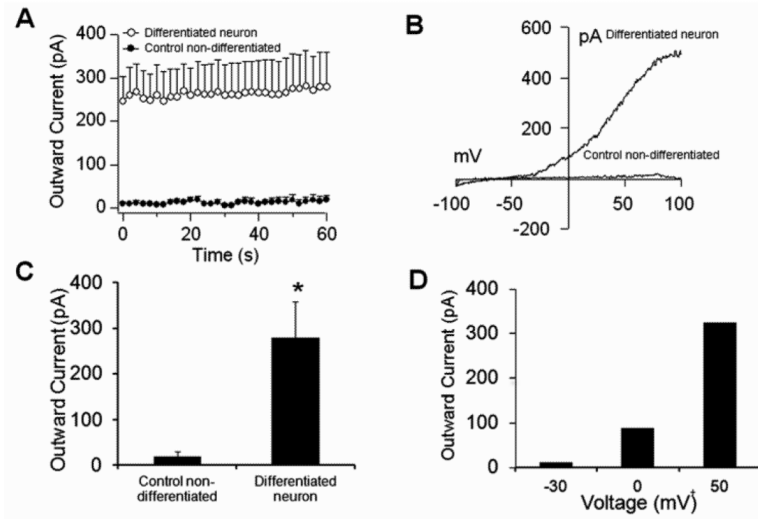 A
Outward Current (pA)
400
300
200
100
0
Differentiated neuron
Control non-differentiated
0
20
40
60
Time (s)
B
600
pA
Differentiated neuron
400
200
Control non-differentiated
mV
-100
-50
50
100
-200
C
Outward Current (pA)
400
300
200
100
0
*
Control non-
differentiated
Differentiated
neuron
D
Outward Current (pA)
400
300
200
100
0
-30
0
50
Voltage (mV)‡